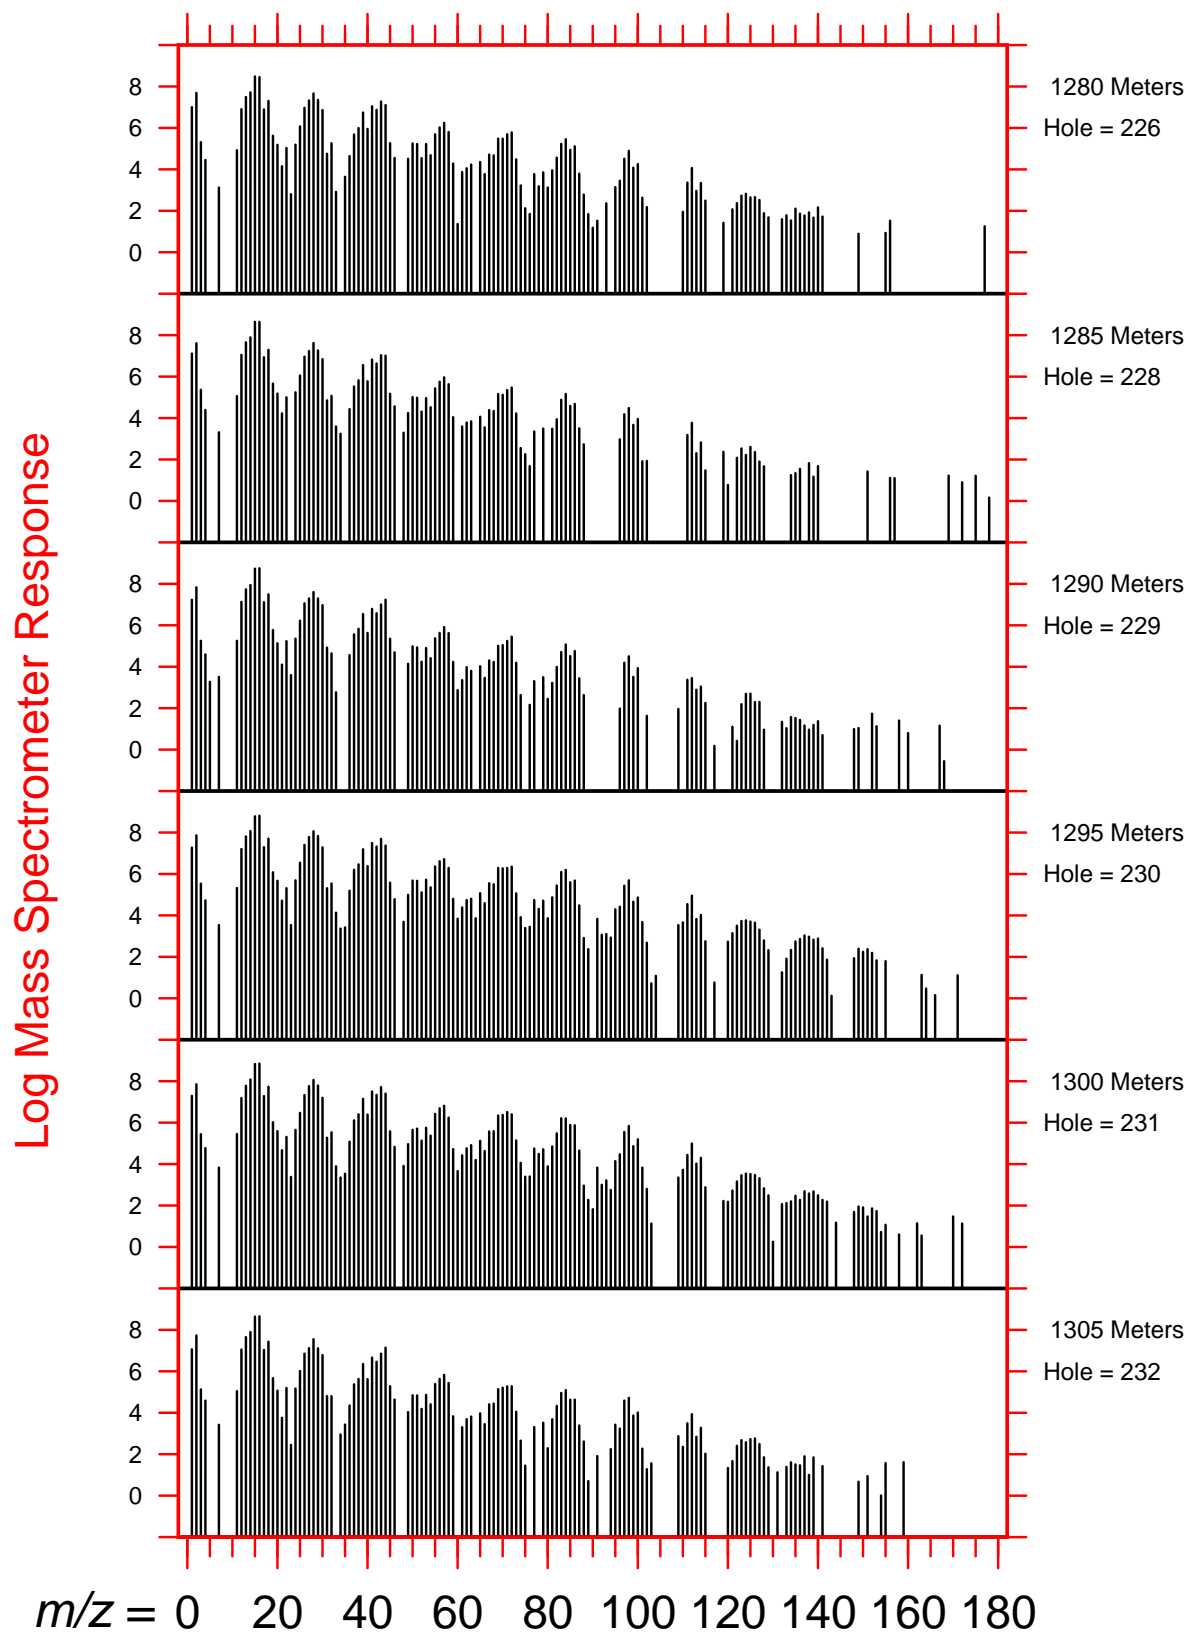 8
6
4
2
0
1280 Meters
Hole = 226
8
6
4
2
0
1285 Meters
Hole = 228
8
6
4
2
0
1290 Meters
Hole = 229
8
6
4
2
0
1295 Meters
Hole = 230
8
6
4
2
0
1300 Meters
Hole = 231
8
6
4
2
0
1305 Meters
Hole = 232
Log Mass Spectrometer Response
m/z = 0 20 40 60 80 100 120 140 160 180